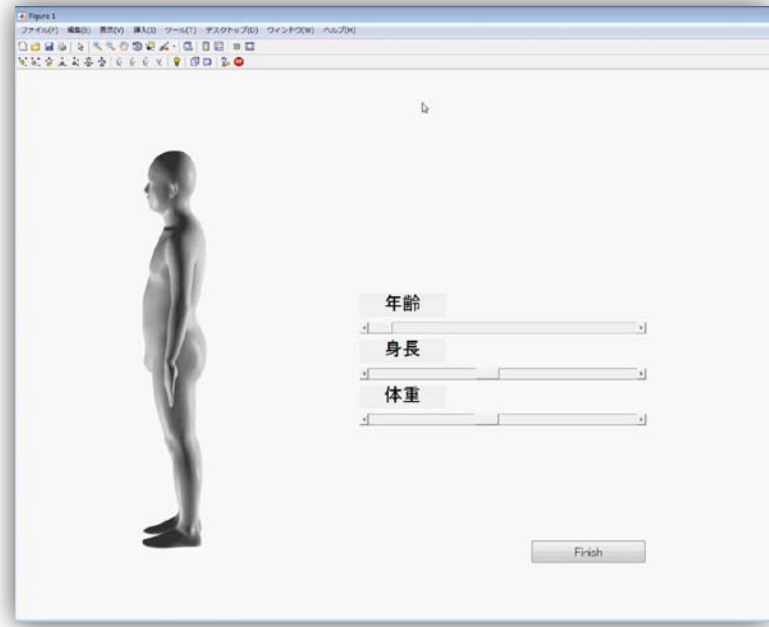 Figure 1
ファイル(F) 編集(E) 表示(V) 挿入(I) ツール(T) デスクトップ(D) ウィンドウ(W) ヘルプ(H)
年齢
身長
体重
Finish